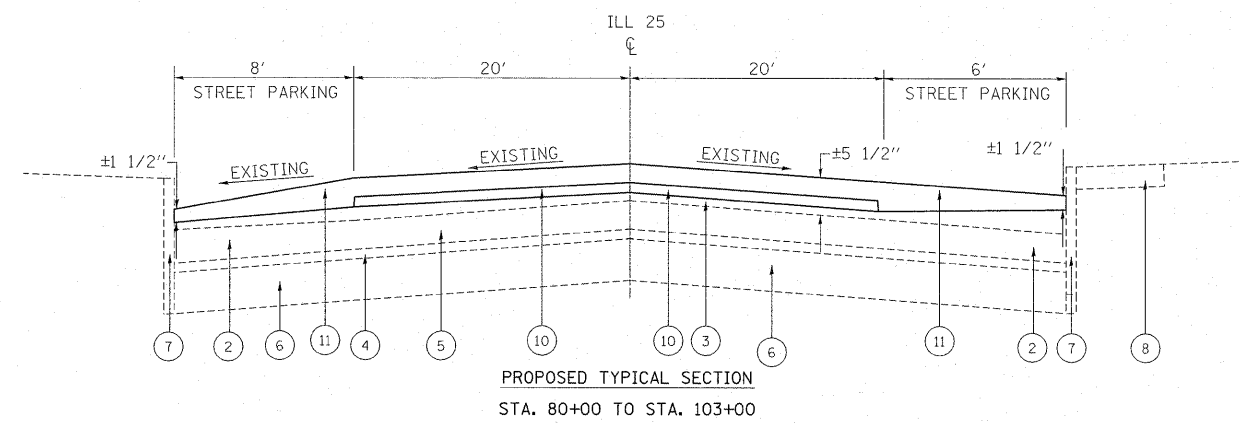 ILL 25
℄
8' 20' 20' 6'
STREET PARKING STREET PARKING
±1 1/2" EXISTING EXISTING EXISTING ±5 1/2" ±1 1/2"
7 2 6 11 4 5 10 10 3 6 11 2 7 8
PROPOSED TYPICAL SECTION
STA. 80+00 TO STA. 103+00